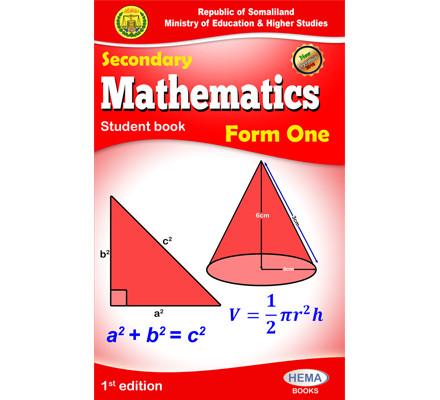 Republic of Somaliland
Ministry of Education & Higher Studies
Secondary
Mathematics
Student book
Form One
b²
c²
a²
6cm
8cm
a² + b² = c²
V = 1/2 πr²h
1st edition
HEMA
BOOKS